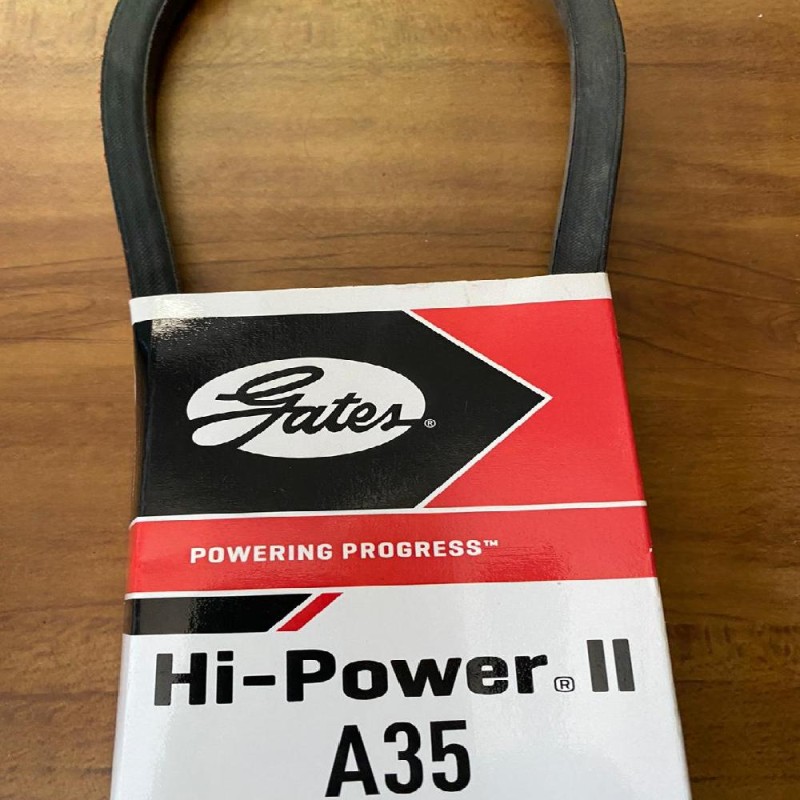 Gates®
POWERING PROGRESS™
Hi-Power® II
A35